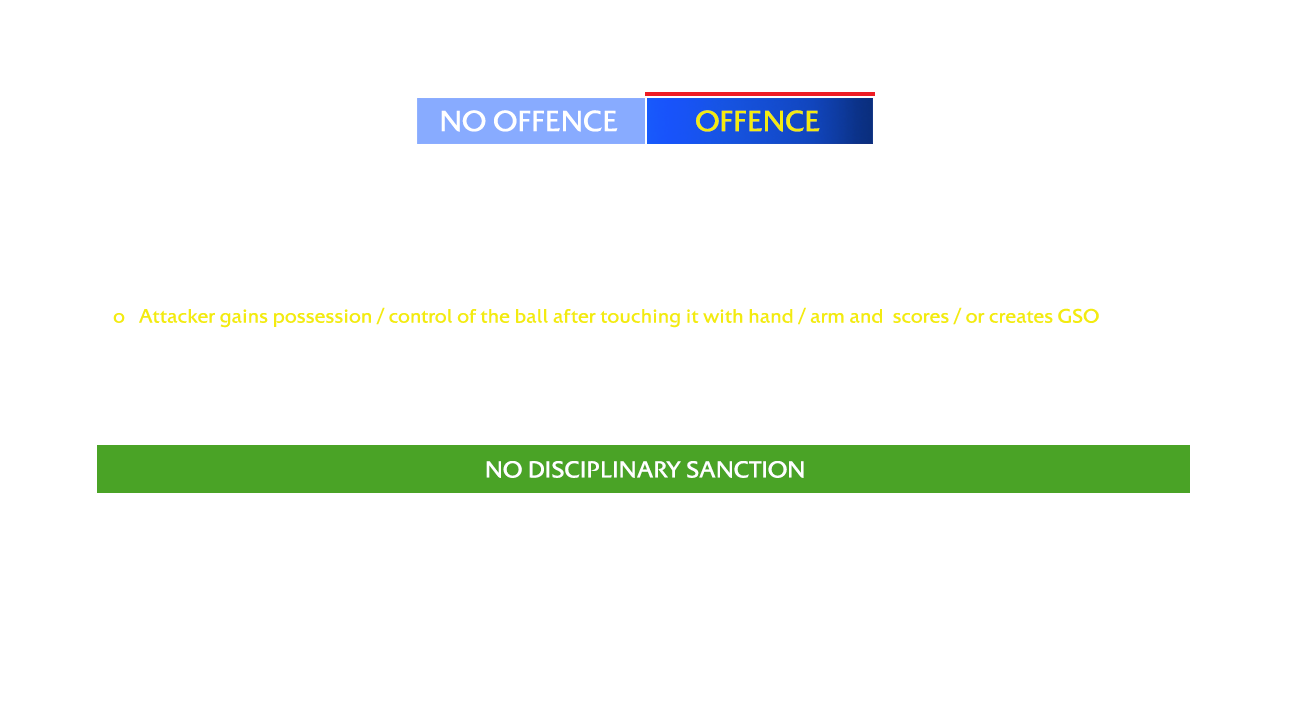 NO OFFENCE OFFENCE
o Attacker gains possession / control of the ball after touching it with hand / arm and scores / or creates GSO
NO DISCIPLINARY SANCTION